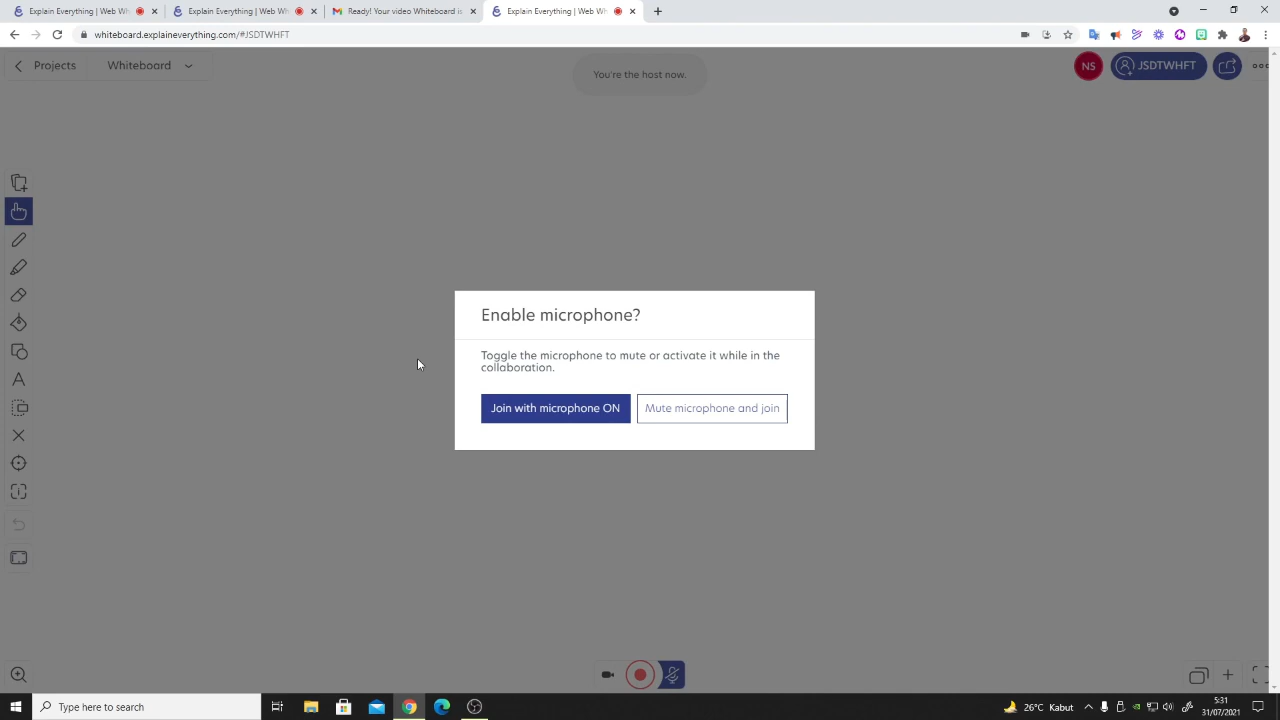 Explain Everything | Web Wh
Explain Everything | Web Wh
Ready! Your video Whiteboard is
Explain Everything | Web Wh
whiteboard.explaineverything.com/#JSDTWHFT
Projects
Whiteboard
You're the host now.
NS
JSDTWHFT
Enable microphone?
Toggle the microphone to mute or activate it while in the
collaboration.
Join with microphone ON
Mute microphone and join
Type here to search
26°C Kabut
5:31
31/07/2021